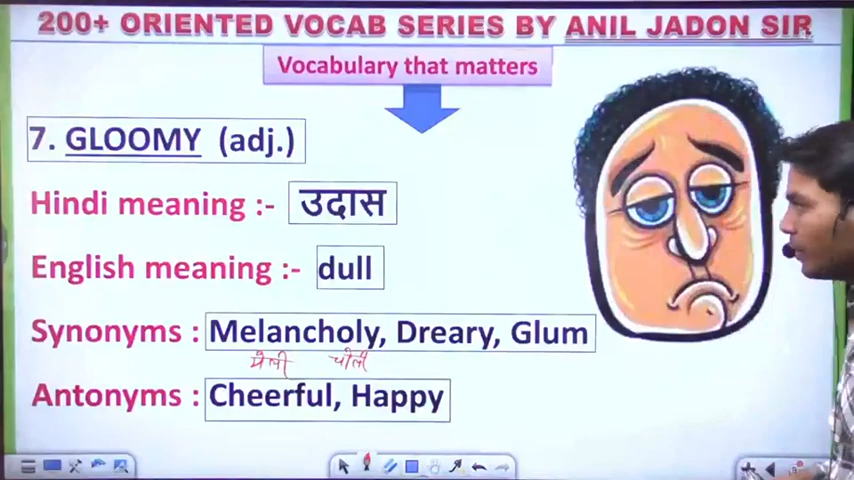 200+ ORIENTED VOCAB SERIES BY ANIL JADON SIR
Vocabulary that matters
7. GLOOMY (adj.)
Hindi meaning :- उदास
English meaning :- dull
Synonyms : Melancholy, Dreary, Glum
मैली चोली
Antonyms : Cheerful, Happy